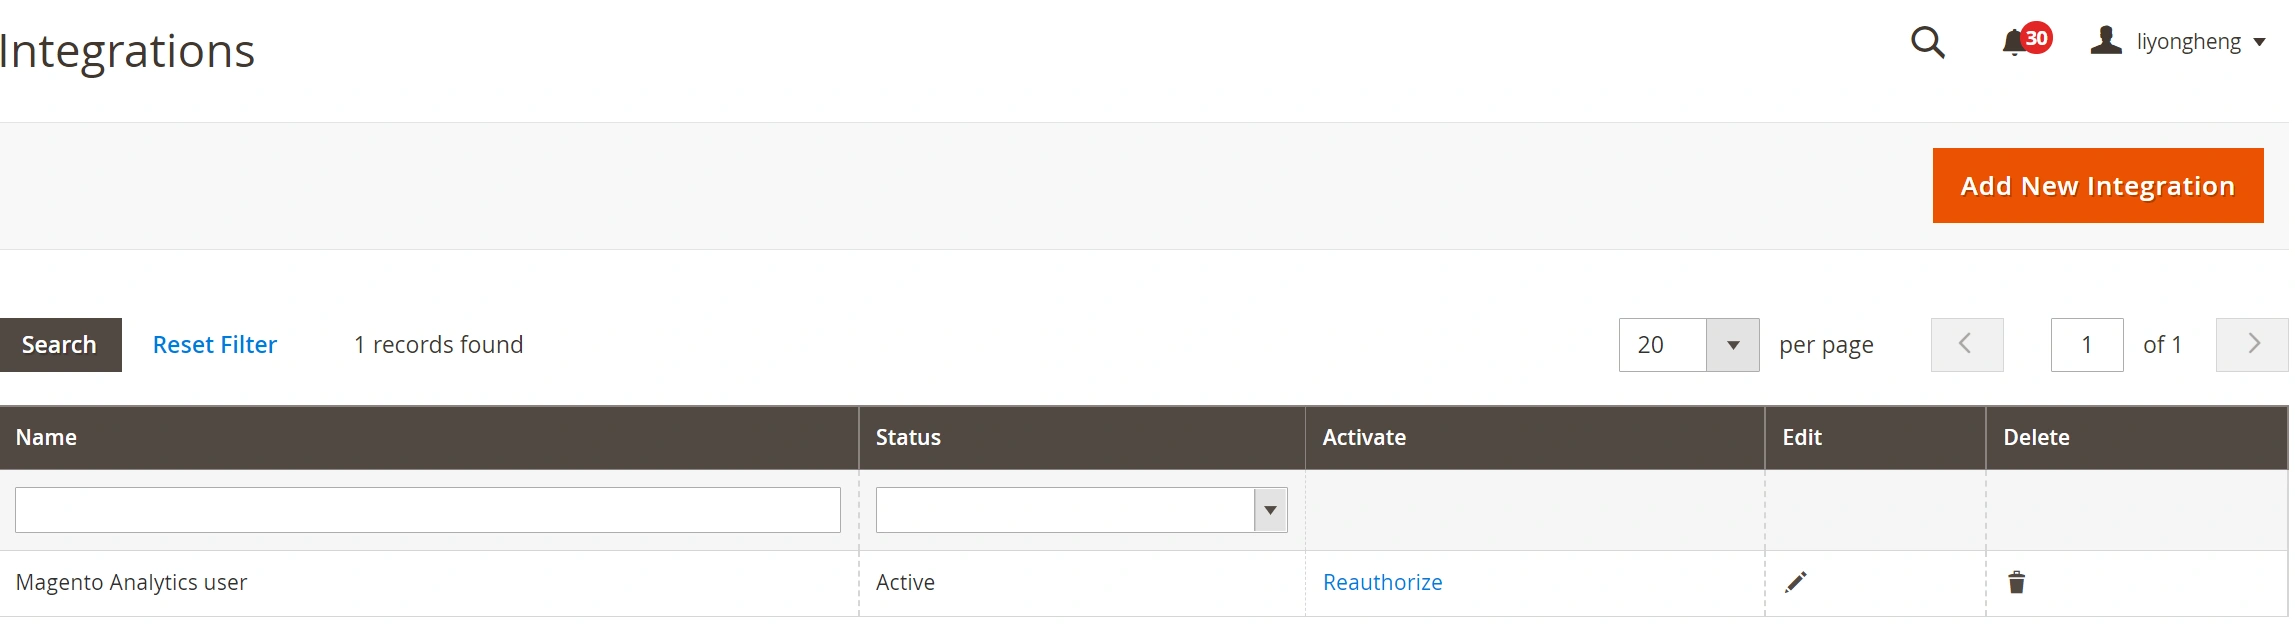 Integrations
30
liyongheng
Add New Integration
Search Reset Filter 1 records found 20 per page 1 of 1
Name Status Activate Edit Delete
Magento Analytics user Active Reauthorize